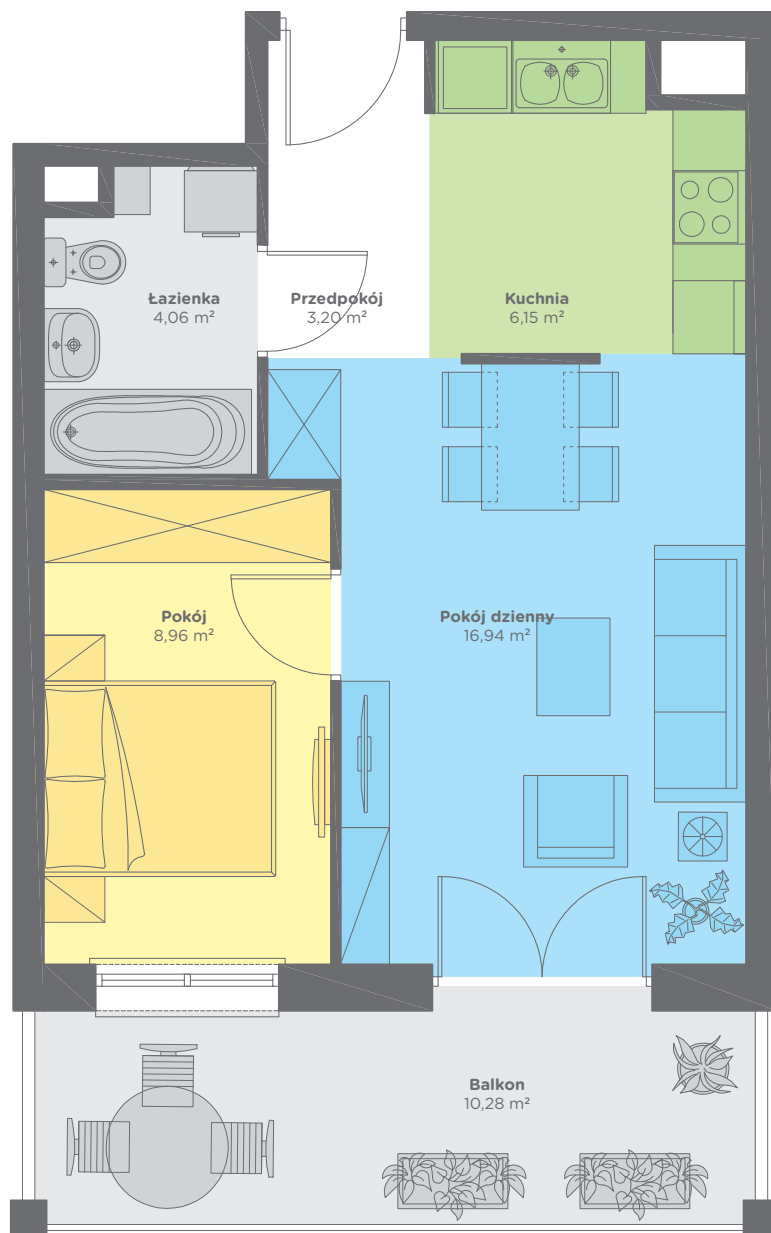 Łazienka
4,06 m²
Przedpokój
3,20 m²
Kuchnia
6,15 m²
Pokój
8,96 m²
Pokój dzienny
16,94 m²
Balkon
10,28 m²